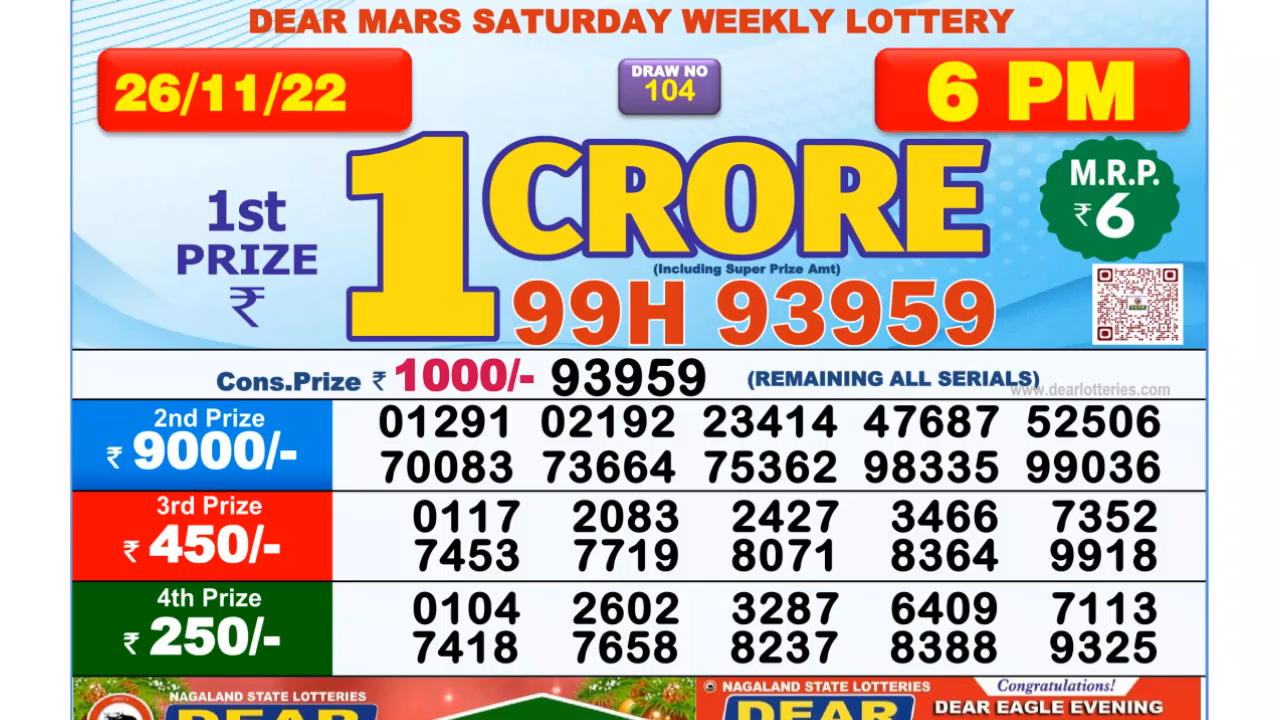 DEAR MARS SATURDAY WEEKLY LOTTERY
26/11/22
DRAW NO
104
6 PM
1st
PRIZE
₹
1 CRORE
(Including Super Prize Amt)
99H 93959
M.R.P.
₹ 6
Cons.Prize ₹ 1000/- 93959 (REMAINING ALL SERIALS)
www.dearlotteries.com
2nd Prize
₹ 9000/-
01291 02192 23414 47687 52506
70083 73664 75362 98335 99036
3rd Prize
₹ 450/-
0117 2083 2427 3466 7352
7453 7719 8071 8364 9918
4th Prize
₹ 250/-
0104 2602 3287 6409 7113
7418 7658 8237 8388 9325
NAGALAND STATE LOTTERIES
DEAR
NAGALAND STATE LOTTERIES
DEAR
Congratulations!
DEAR EAGLE EVENING